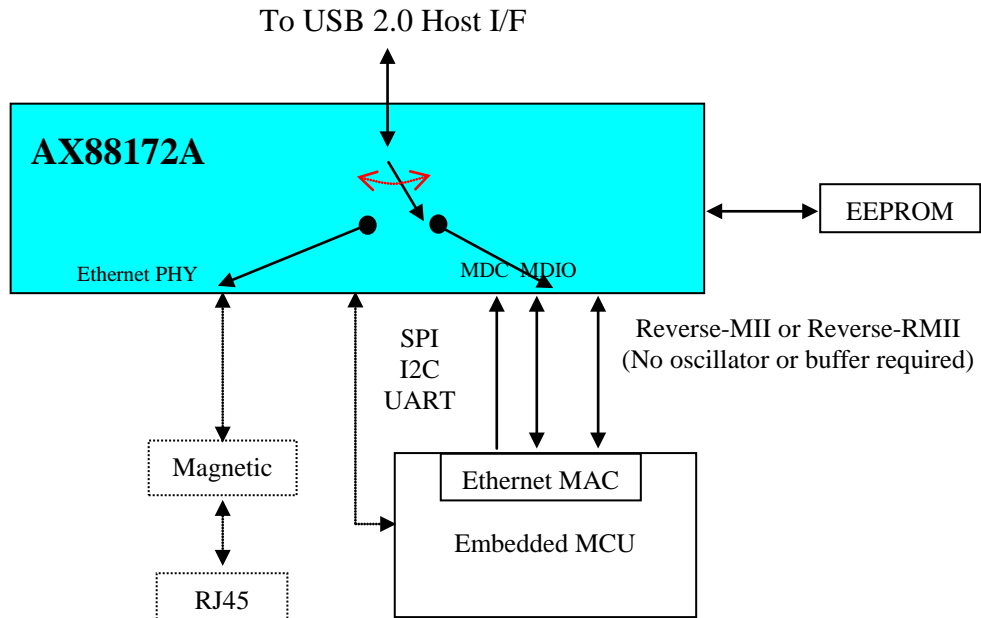 To USB 2.0 Host I/F
AX88172A
EEPROM
Ethernet PHY
MDC MDIO
SPI
I2C
UART
Reverse-MII or Reverse-RMII
(No oscillator or buffer required)
Magnetic
Ethernet MAC
Embedded MCU
RJ45